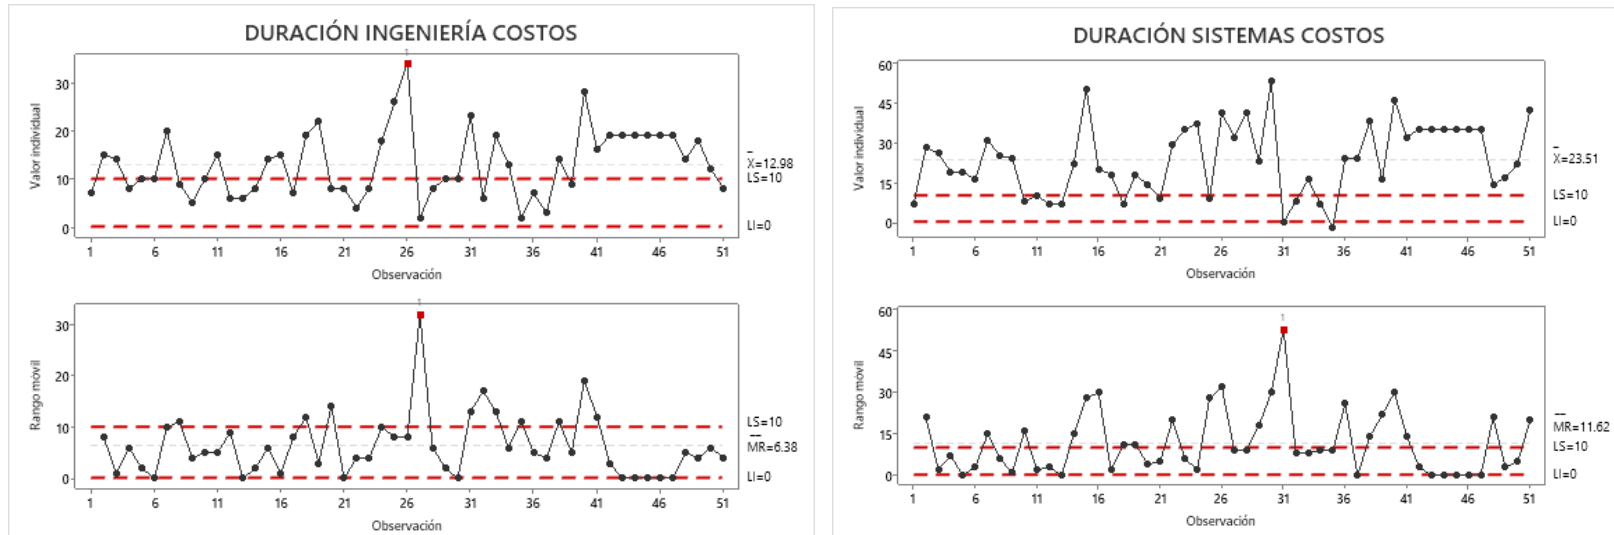 DURACIÓN INGENIERÍA COSTOS
1
Valor individual
30
20
10
0
X=12.98
LS=10
LI=0
1 6 11 16 21 26 31 36 41 46 51
Observación
1
Rango móvil
30
20
10
0
LS=10
MR=6.38
LI=0
1 6 11 16 21 26 31 36 41 46 51
Observación
DURACIÓN SISTEMAS COSTOS
Valor individual
60
45
30
15
0
X=23.51
LS=10
LI=0
1 6 11 16 21 26 31 36 41 46 51
Observación
1
Rango móvil
60
45
30
15
0
MR=11.62
LS=10
LI=0
1 6 11 16 21 26 31 36 41 46 51
Observación